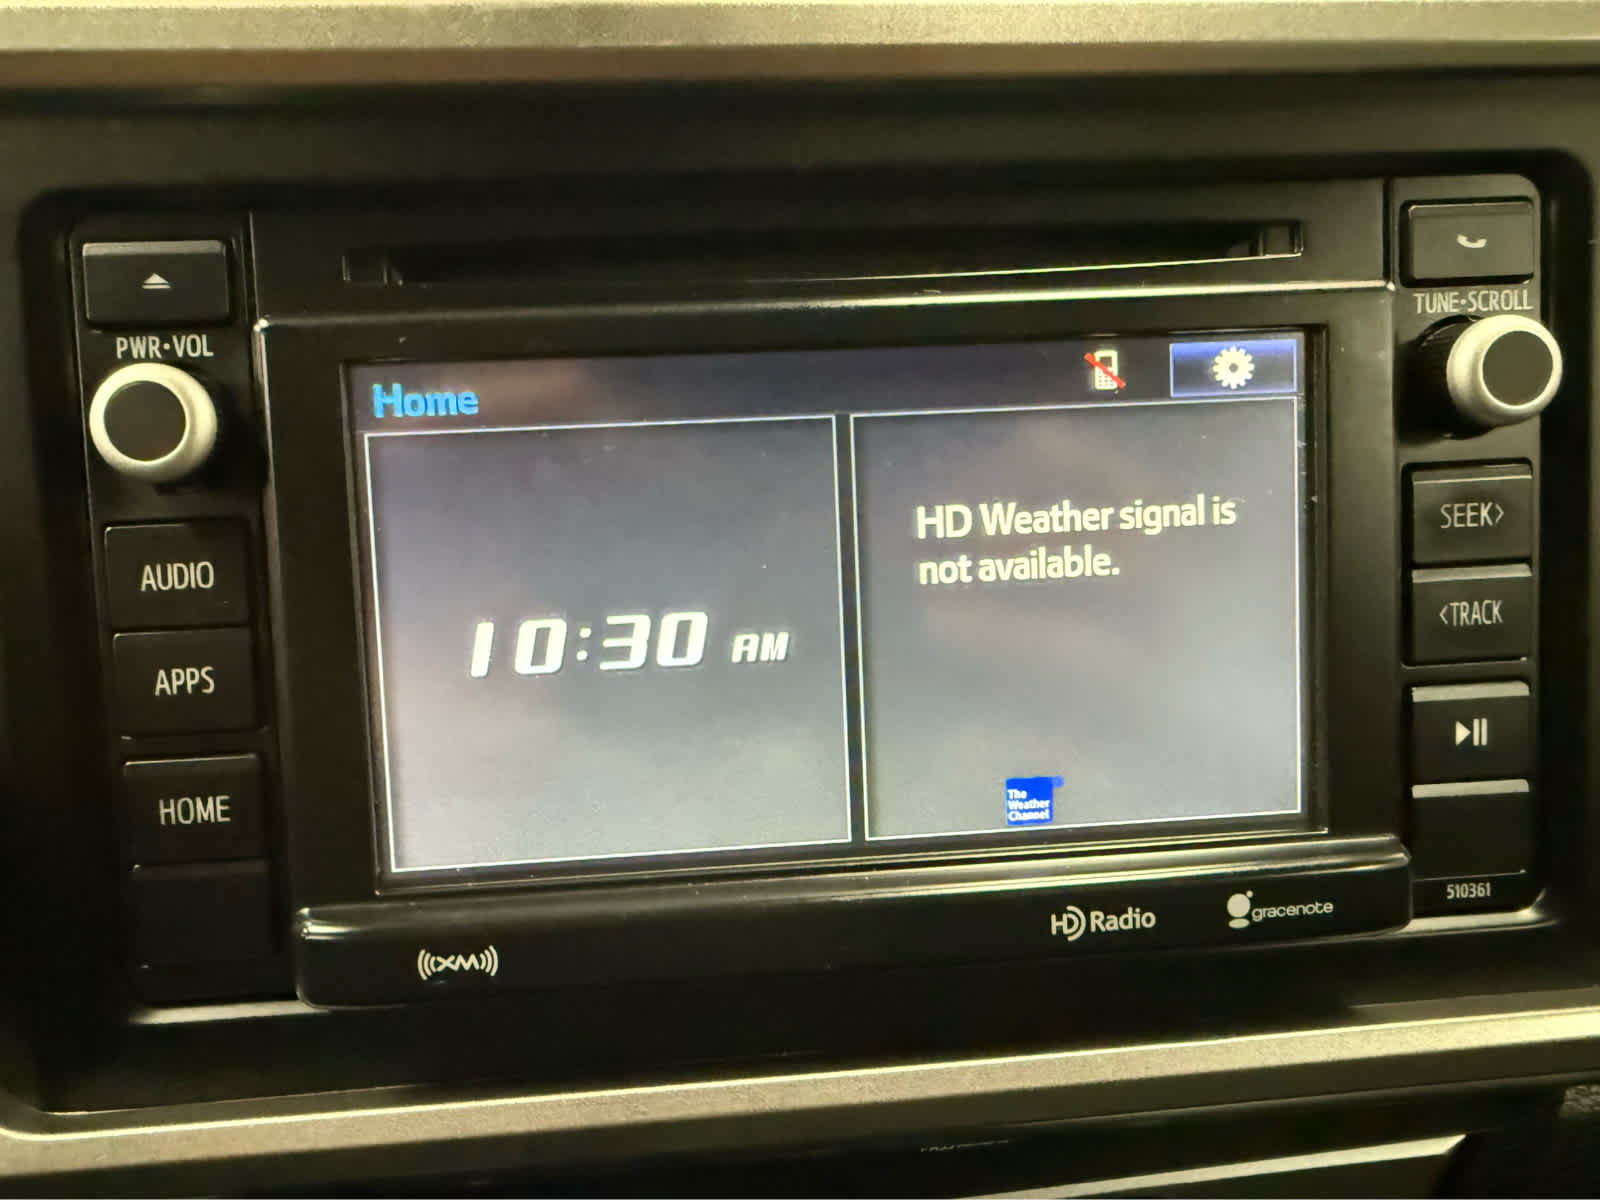 PWR•VOL
TUNE•SCROLL
Home
AUDIO
APPS
HOME
10:30 AM
HD Weather signal is
not available.
The
Weather
Channel
SEEK>
<TRACK
510361
((XM))
HD Radio
gracenote